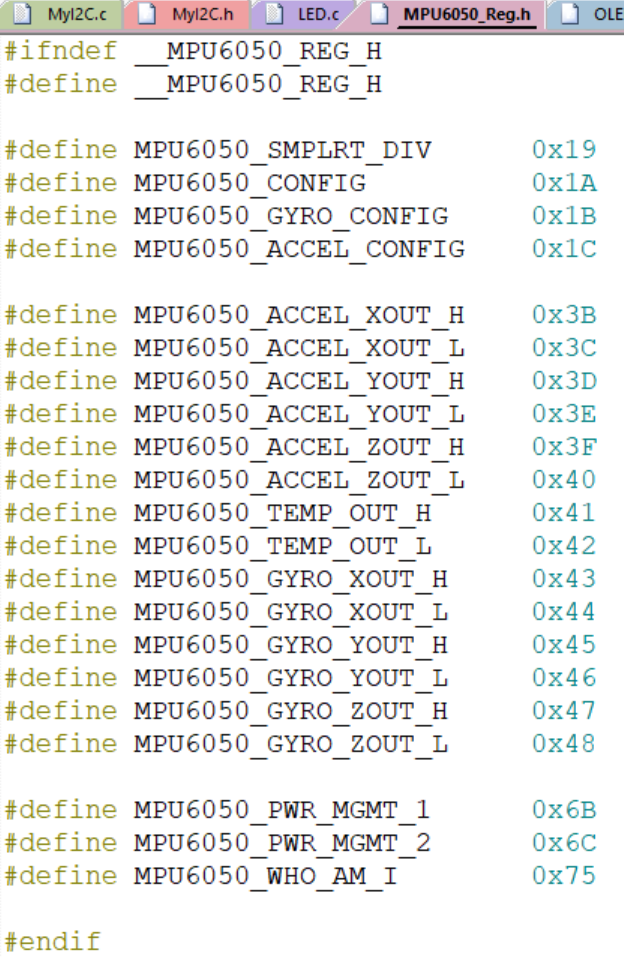 MyI2C.c MyI2C.h LED.c MPU6050_Reg.h OLE
#ifndef __MPU6050_REG_H
#define __MPU6050_REG_H
#define MPU6050_SMPLRT_DIV 0x19
#define MPU6050_CONFIG 0x1A
#define MPU6050_GYRO_CONFIG 0x1B
#define MPU6050_ACCEL_CONFIG 0x1C
#define MPU6050_ACCEL_XOUT_H 0x3B
#define MPU6050_ACCEL_XOUT_L 0x3C
#define MPU6050_ACCEL_YOUT_H 0x3D
#define MPU6050_ACCEL_YOUT_L 0x3E
#define MPU6050_ACCEL_ZOUT_H 0x3F
#define MPU6050_ACCEL_ZOUT_L 0x40
#define MPU6050_TEMP_OUT_H 0x41
#define MPU6050_TEMP_OUT_L 0x42
#define MPU6050_GYRO_XOUT_H 0x43
#define MPU6050_GYRO_XOUT_L 0x44
#define MPU6050_GYRO_YOUT_H 0x45
#define MPU6050_GYRO_YOUT_L 0x46
#define MPU6050_GYRO_ZOUT_H 0x47
#define MPU6050_GYRO_ZOUT_L 0x48
#define MPU6050_PWR_MGMT_1 0x6B
#define MPU6050_PWR_MGMT_2 0x6C
#define MPU6050_WHO_AM_I 0x75
#endif